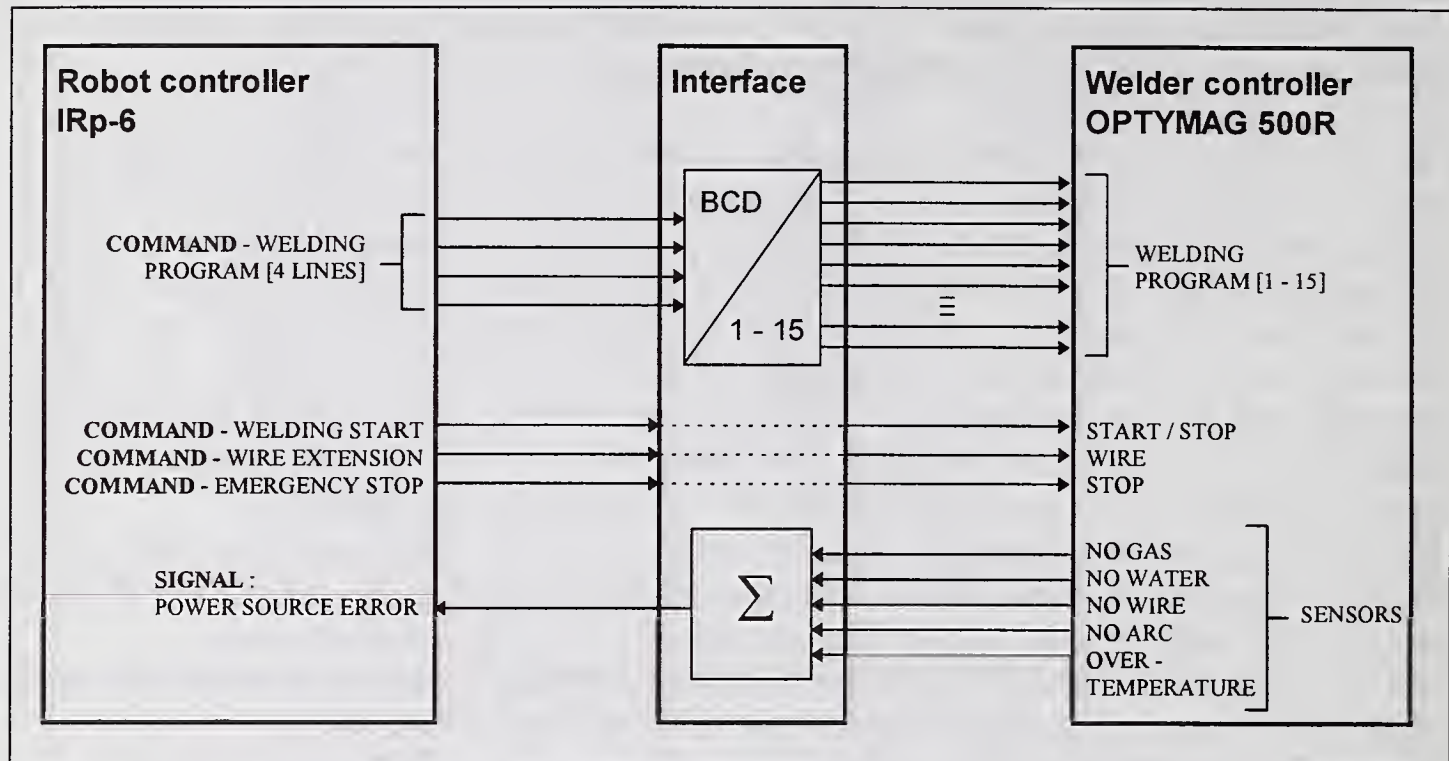 Robot controller
IRp-6
COMMAND - WELDING
PROGRAM [4 LINES]
COMMAND - WELDING START
COMMAND - WIRE EXTENSION
COMMAND - EMERGENCY STOP
SIGNAL :
POWER SOURCE ERROR
Interface
BCD
1 - 15
Σ
Welder controller
OPTYMAG 500R
WELDING
PROGRAM [1 - 15]
START / STOP
WIRE
STOP
NO GAS
NO WATER
NO WIRE
NO ARC
OVER -
TEMPERATURE
SENSORS